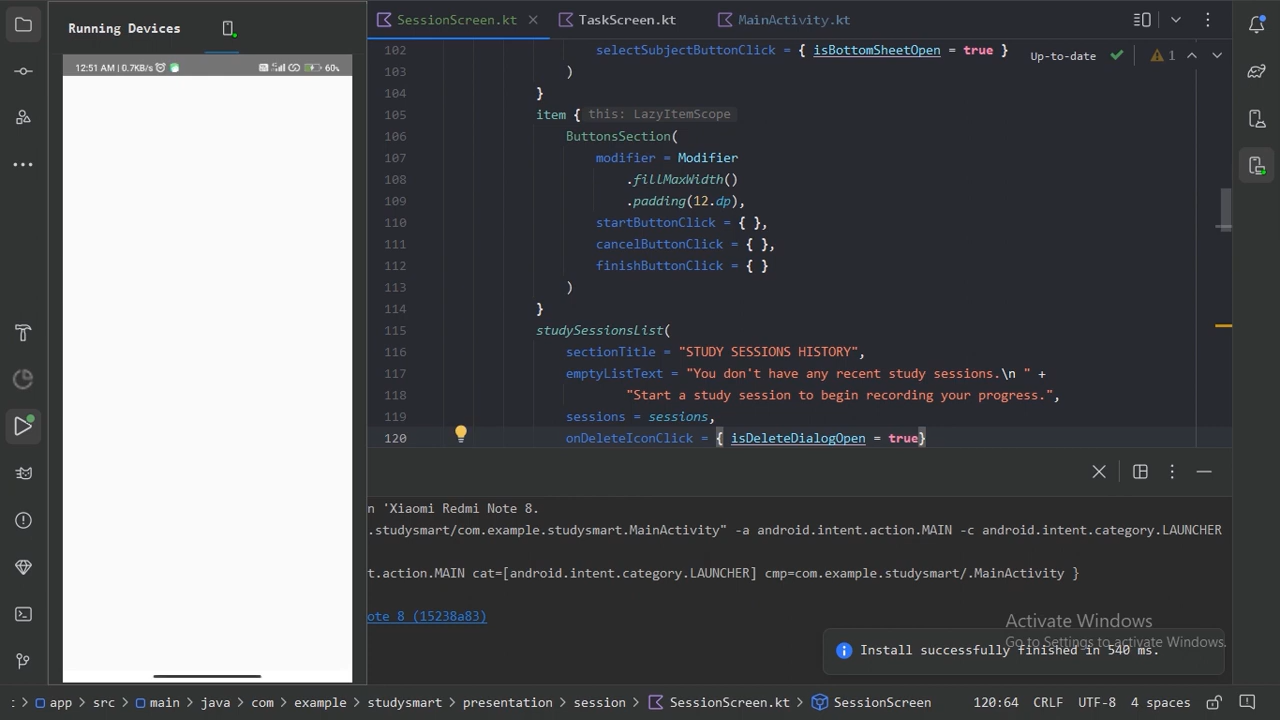 Running Devices
12:51 AM | 0.7KB/s
60%
SessionScreen.kt
TaskScreen.kt
MainActivity.kt
Up-to-date
1
102 selectSubjectButtonClick = { isBottomSheetOpen = true }
103 )
104 }
105 item { this: LazyItemScope
106 ButtonsSection(
107 modifier = Modifier
108 .fillMaxWidth()
109 .padding(12.dp),
110 startButtonClick = { },
111 cancelButtonClick = { },
112 finishButtonClick = { }
113 )
114 }
115 studySessionsList(
116 sectionTitle = "STUDY SESSIONS HISTORY",
117 emptyListText = "You don't have any recent study sessions.\n " +
118 "Start a study session to begin recording your progress.",
119 sessions = sessions,
120 onDeleteIconClick = { isDeleteDialogOpen = true}
n 'Xiaomi Redmi Note 8.
.studysmart/com.example.studysmart.MainActivity" -a android.intent.action.MAIN -c android.intent.category.LAUNCHER
t.action.MAIN cat=[android.intent.category.LAUNCHER] cmp=com.example.studysmart/.MainActivity }
ote 8 (15238a83)
Activate Windows
Go to Settings to activate Windows.
Install successfully finished in 540 ms.
: > app > src > main > java > com > example > studysmart > presentation > session > SessionScreen.kt > SessionScreen
120:64 CRLF UTF-8 4 spaces